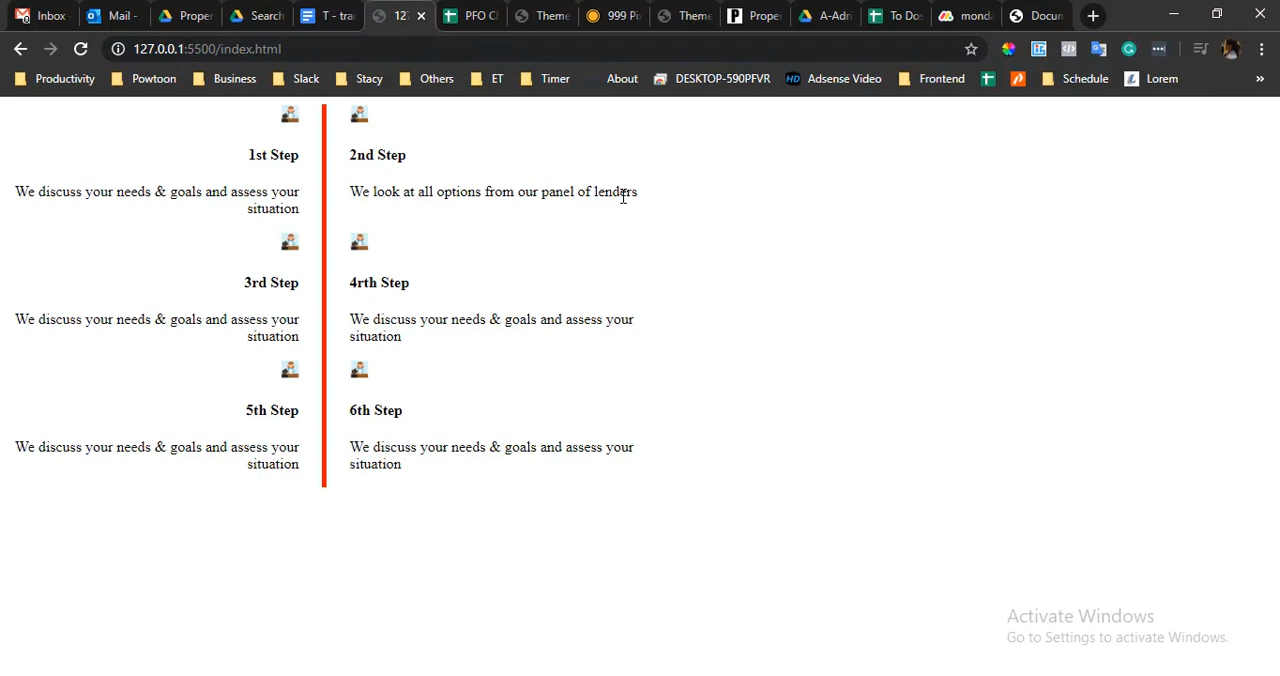 Inbox
Mail -
Proper
Search
T - trac
127
PFO Cl
Theme
999 Pi
Theme
Prope
A-Adri
To Do
mond
Docum
127.0.0.1:5500/index.html
Productivity
Powtoon
Business
Slack
Stacy
Others
ET
Timer
About
DESKTOP-590PFVR
HD
Adsense Video
Frontend
Schedule
Lorem
»
1st Step
We discuss your needs & goals and assess your
situation
2nd Step
We look at all options from our panel of lenders
3rd Step
We discuss your needs & goals and assess your
situation
4rth Step
We discuss your needs & goals and assess your
situation
5th Step
We discuss your needs & goals and assess your
situation
6th Step
We discuss your needs & goals and assess your
situation
Activate Windows
Go to Settings to activate Windows.